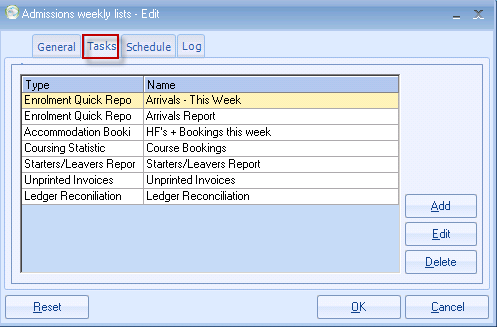 Admissions weekly lists - Edit
General Tasks Schedule Log
Type Name
Enrolment Quick Repo Arrivals - This Week
Enrolment Quick Repo Arrivals Report
Accommodation Booki HF's + Bookings this week
Coursing Statistic Course Bookings
Starters/Leavers Repor Starters/Leavers Report
Unprinted Invoices Unprinted Invoices
Ledger Reconiliation Ledger Reconciliation
Add
Edit
Delete
Reset OK Cancel